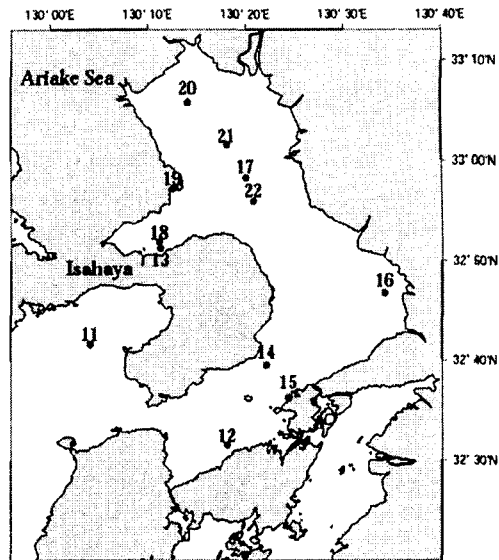 130 ° 00 ′E 130 ° 10 ′E 130 ° 20 ′E 130 ° 30 ′E 130 ° 40 ′E
33 ° 10 ′N
Ariake Sea
20
21
33 ° 00 ′N
17
19
22
18
13
32 ° 50 ′N
Isahaya
16
11
14
32 ° 40 ′N
15
12
32 ° 30 ′N